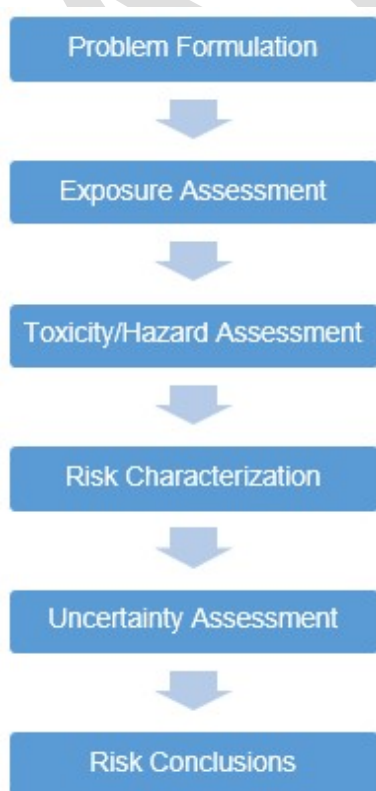 Problem Formulation
Exposure Assessment
Toxicity/Hazard Assessment
Risk Characterization
Uncertainty Assessment
Risk Conclusions